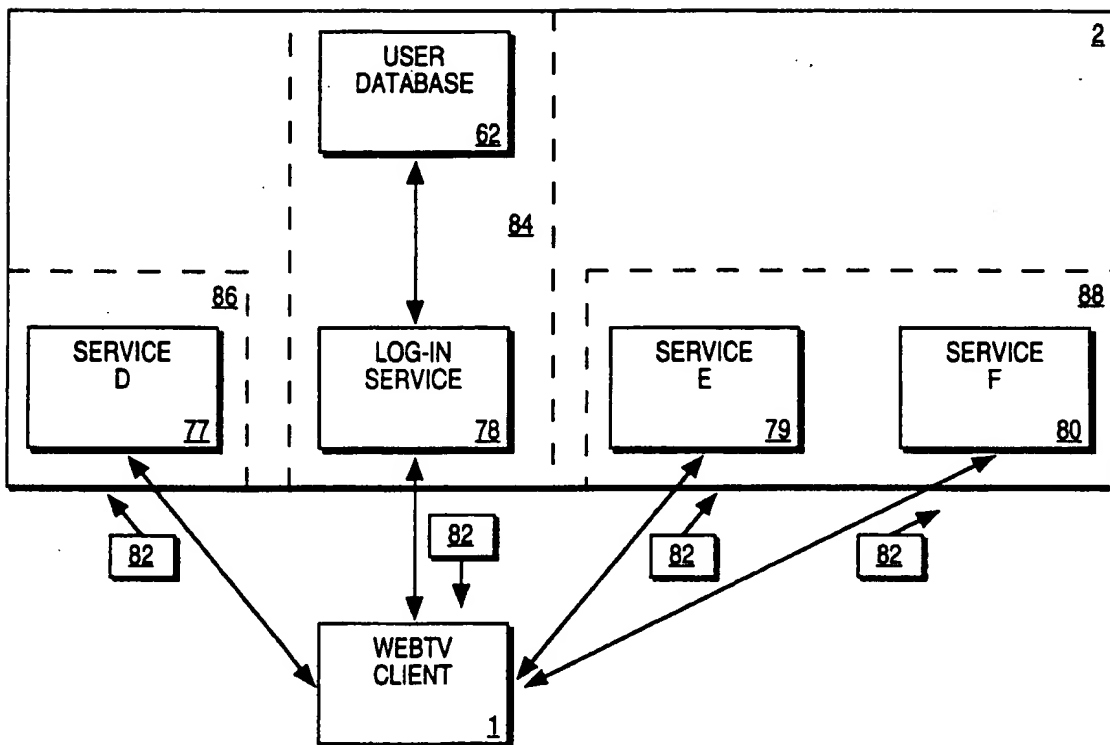 2
USER
DATABASE
62
84
86
88
SERVICE
D
77
LOG-IN
SERVICE
78
SERVICE
E
79
SERVICE
F
80
82
82
82
82
WEBTV
CLIENT
1